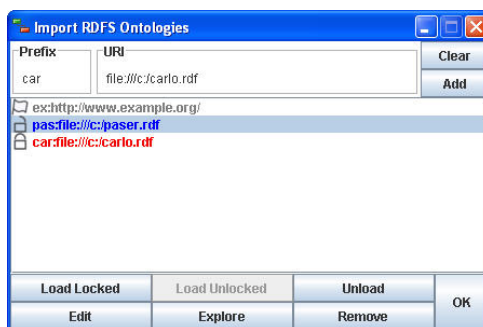 Import RDFS Ontologies
Prefix URI Clear
car file:///c:/carlo.rdf Add
ex:http://www.example.org/
pas:file:///c:/paser.rdf
car:file:///c:/carlo.rdf
Load Locked Load Unlocked Unload OK
Edit Explore Remove